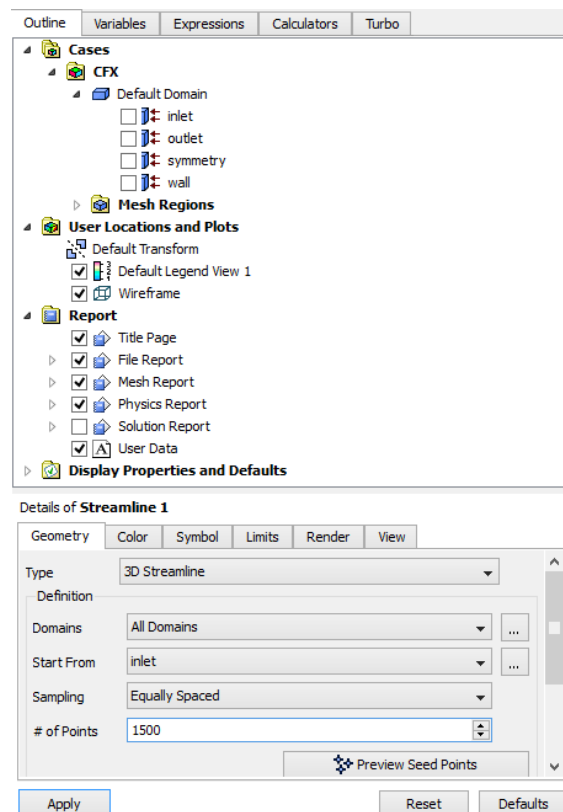 Outline Variables Expressions Calculators Turbo
Cases
CFX
Default Domain
inlet
outlet
symmetry
wall
Mesh Regions
User Locations and Plots
Default Transform
Default Legend View 1
Wireframe
Report
Title Page
File Report
Mesh Report
Physics Report
Solution Report
A User Data
Display Properties and Defaults
Details of Streamline 1
Geometry Color Symbol Limits Render View
Type 3D Streamline
Definition
Domains All Domains ...
Start From inlet ...
Sampling Equally Spaced
# of Points 1500
Preview Seed Points
Apply Reset Defaults